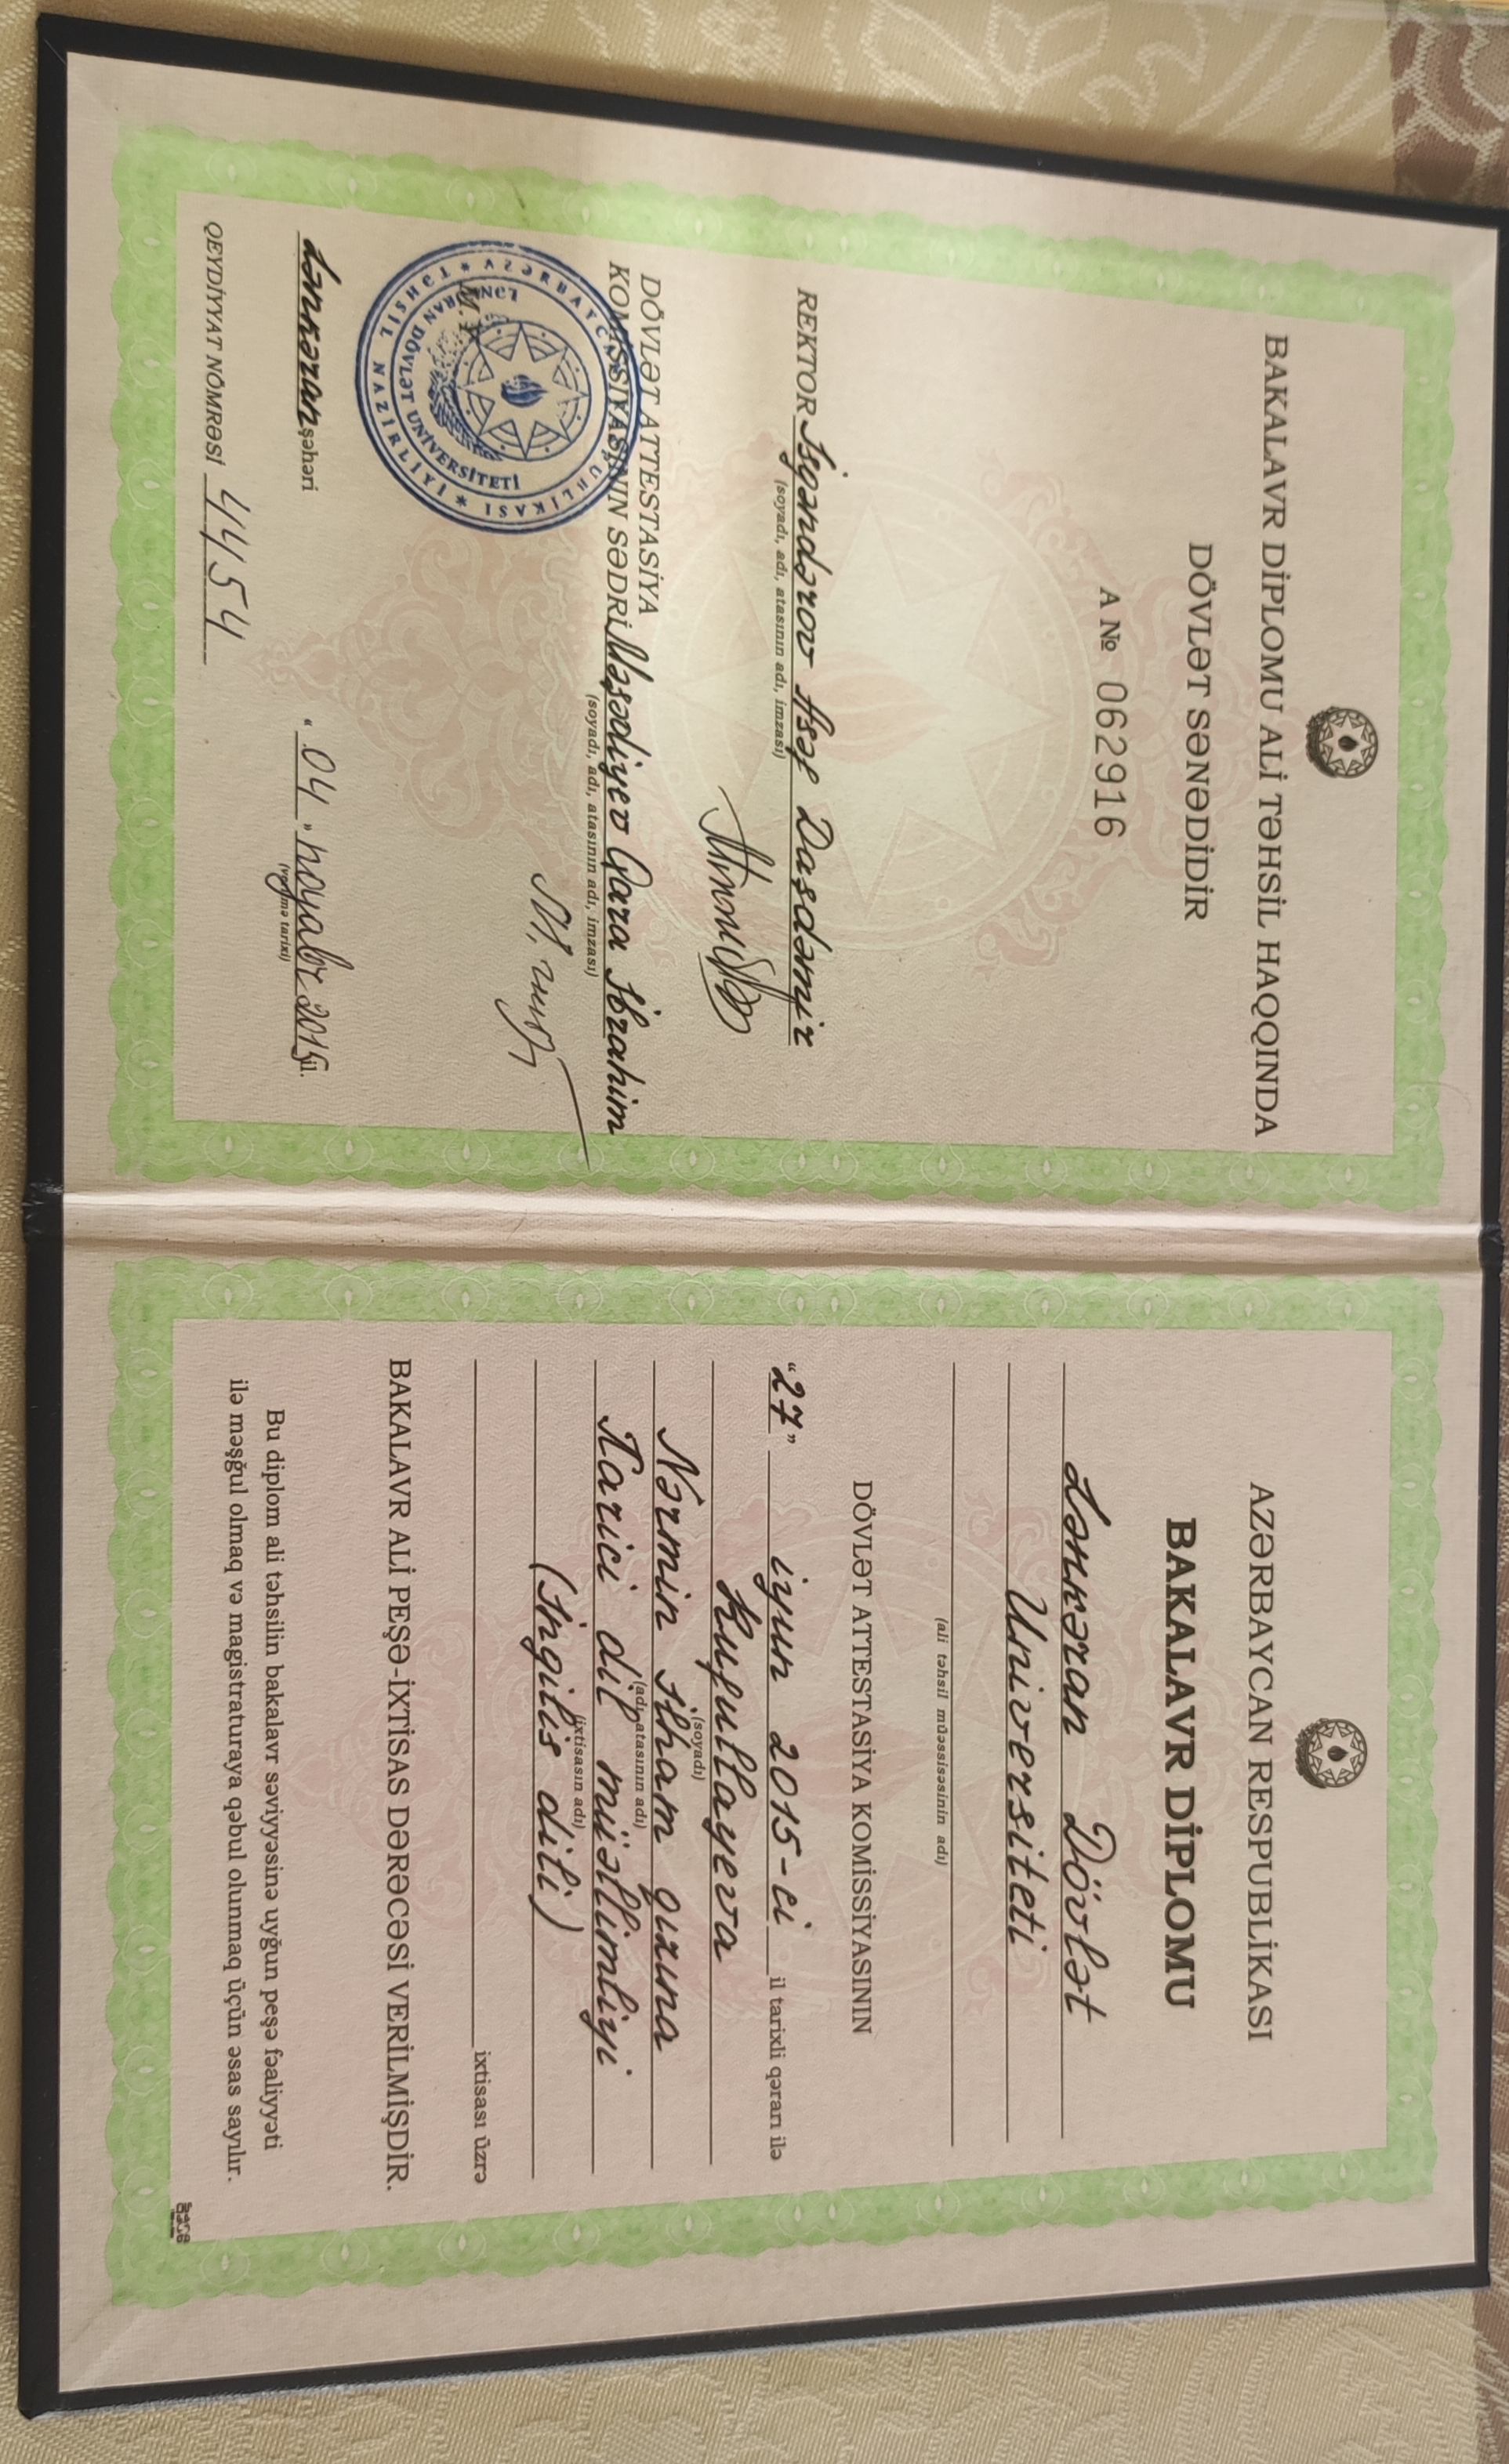 BAKALAVR DİPLOMU ALİ TƏHSİL HAQQINDA
DÖVLƏT SƏNƏDİDİR
A № 0629916
REKTOR İsgəndərov Asəf Daşdəmir
(soyadı, adı, atasının adı, imzası)
DÖVLƏT ATTESTASİYA
KOMİSSİYASININ SƏDRİ Məşədiyev Qara İbrahim
(soyadı, adı, atasının adı, imzası)
AZƏRBAYCAN RESPUBLİKASI * TƏHSİL NAZİRLİYİ *
LƏNKƏRAN DÖVLƏT UNİVERSİTETİ
M.Y.
Lənkəran şəhəri
" 04 " noyabr 2015 il.
(verilmə tarixi)
QEYDİYYAT NÖMRƏSİ 4454
AZƏRBAYCAN RESPUBLİKASI
BAKALAVR DİPLOMU
Lənkəran Dövlət
Universiteti
(ali təhsil müəssisəsinin adı)
DÖVLƏT ATTESTASİYA KOMİSSİYASININ
"27" iyun 2015-ci il tarixli qərarı ilə
Lütfullayeva
(soyadı)
Nərmin İlham qızına
(adı, atasının adı)
Xarici dil müəllimliyi
(ixtisasın adı)
(İngilis dili)
ixtisası üzrə
BAKALAVR ALİ PEŞƏ-İXTİSAS DƏRƏCƏSİ VERİLMİŞDİR.
Bu diplom ali təhsilin bakalavr səviyyəsinə uyğun peşə fəaliyyəti
ilə məşğul olmaq və magistraturaya qəbul olunmaq üçün əsas sayılır.